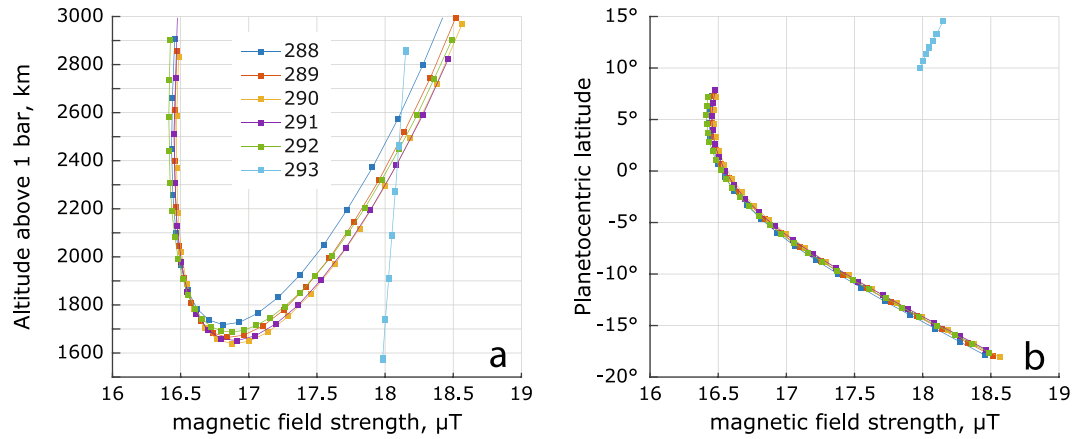 3000
2800
2600
2400
2200
2000
1800
1600
Altitude above 1 bar, km
288
289
290
291
292
293
a
16 16.5 17 17.5 18 18.5 19
magnetic field strength, μT
15°
10°
5°
0°
-5°
-10°
-15°
-20°
Planetocentric latitude
b
16 16.5 17 17.5 18 18.5 19
magnetic field strength, μT